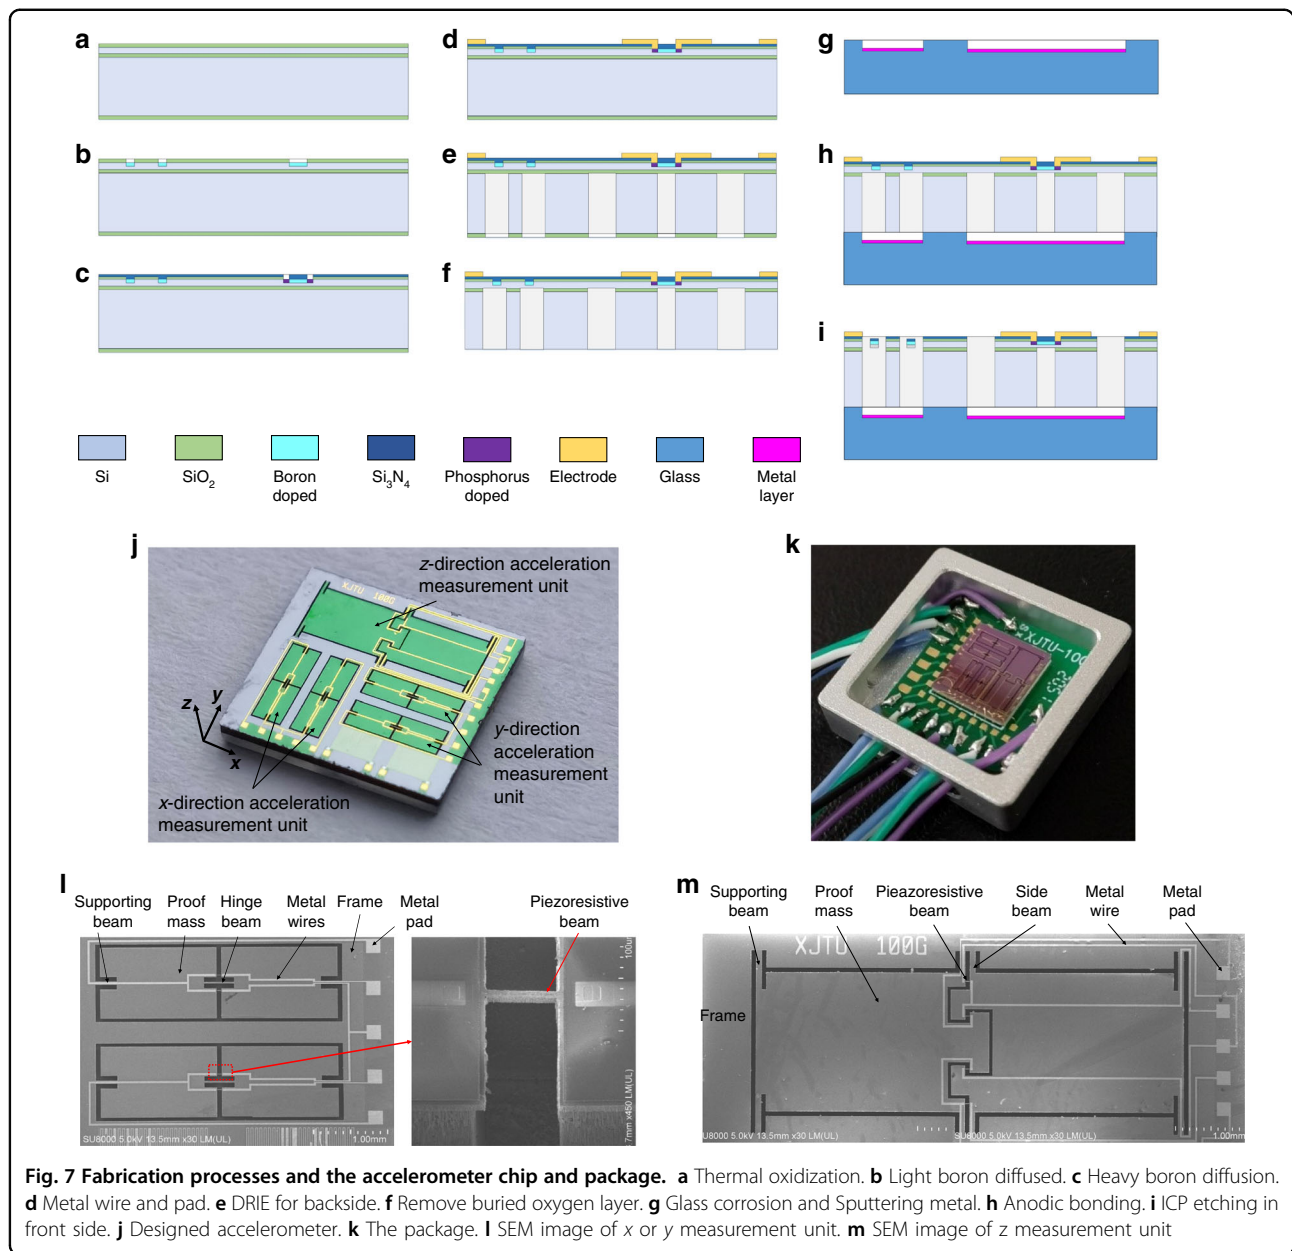 a
b
c
d
e
f
g
h
i
Si
SiO2
Boron
doped
Si3N4
Phosphorus
doped
Electrode
Glass
Metal
layer
j
z-direction acceleration
measurement unit
XJTU 100G
z
y
x
y-direction
acceleration
measurement
unit
x-direction acceleration
measurement unit
k
XJTU-100
l
Supporting
beam
Proof
mass
Hinge
beam
Metal
wires
Frame
Metal
pad
Piezoresistive
beam
SU8000 5.0kV 13.5mm x30 LM(UL)
1.00mm
100um
7mm x450 LM(UL)
m
Supporting
beam
Proof
mass
Pieazoresistive
beam
Side
beam
Metal
wire
Metal
pad
XJTU 100G
Frame
U8000 5.0kV 13.5mm x30 LM(UL)
SU8000 5.0kV 13.5mm x30 LM(UL)
1.00mm
Fig. 7 Fabrication processes and the accelerometer chip and package. a Thermal oxidization. b Light boron diffused. c Heavy boron diffusion.
d Metal wire and pad. e DRIE for backside. f Remove buried oxygen layer. g Glass corrosion and Sputtering metal. h Anodic bonding. i ICP etching in
front side. j Designed accelerometer. k The package. l SEM image of x or y measurement unit. m SEM image of z measurement unit